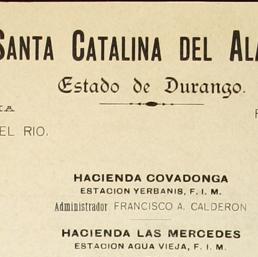 SANTA CATALINA DEL
Estado de Durango.
EL RIO.
HACIENDA COVADONGA
ESTACION YERBANIS, F. I. M.
Administrador FRANCISCO A. CALDERON
HACIENDA LAS MERCEDES
ESTACION AGUA VIEJA, F. I. M.